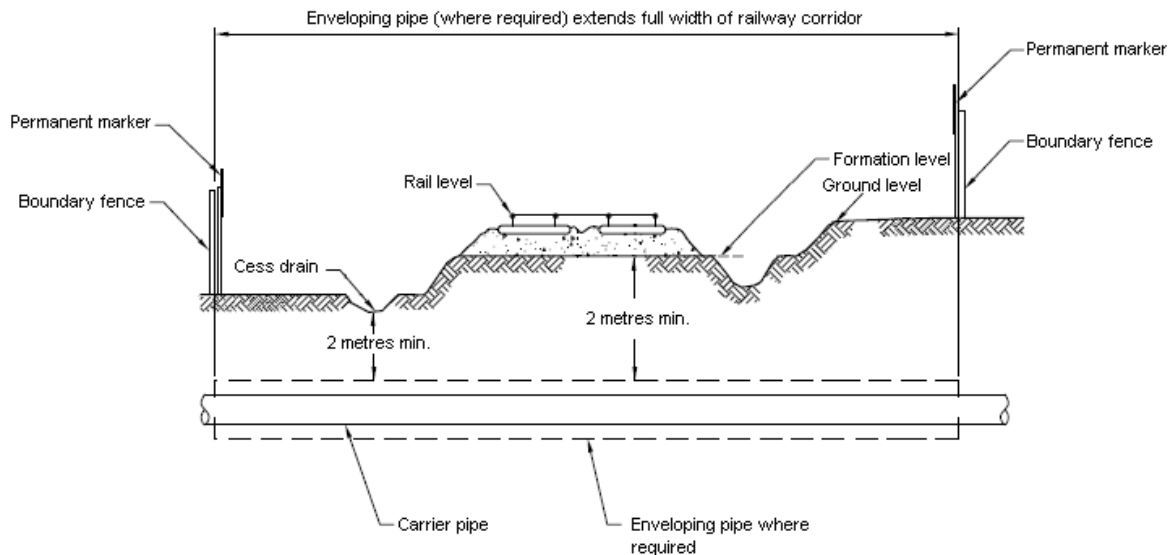 Enveloping pipe (where required) extends full width of railway corridor
Permanent marker
Permanent marker
Boundary fence
Formation level
Rail level
Ground level
Boundary fence
Cess drain
2 metres min.
2 metres min.
Carrier pipe
Enveloping pipe where
required